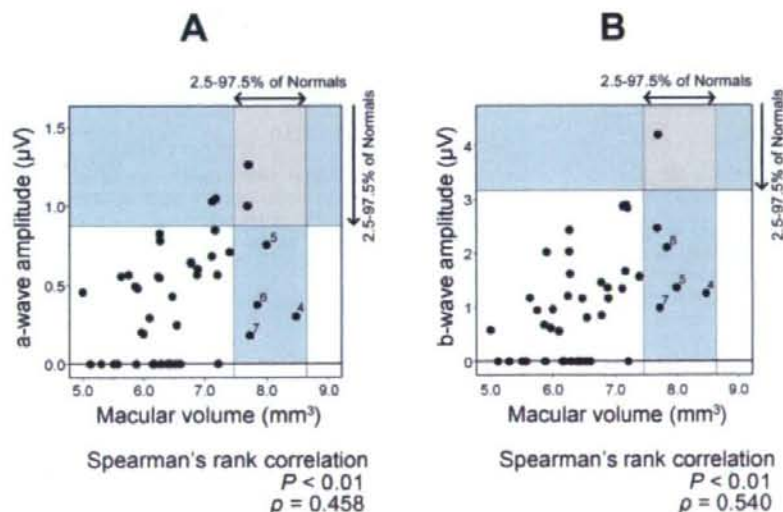 A
2.5-97.5% of Normals
2.5-97.5% of Normals
a-wave amplitude (μV)
1.5
1.0
0.5
0.0
5
6
4
7
5.0 6.0 7.0 8.0 9.0
Macular volume (mm³)
Spearman's rank correlation
P < 0.01
ρ = 0.458
B
2.5-97.5% of Normals
2.5-97.5% of Normals
b-wave amplitude (μV)
4
3
2
1
0
5
4
7
5.0 6.0 7.0 8.0 9.0
Macular volume (mm³)
Spearman's rank correlation
P < 0.01
ρ = 0.540